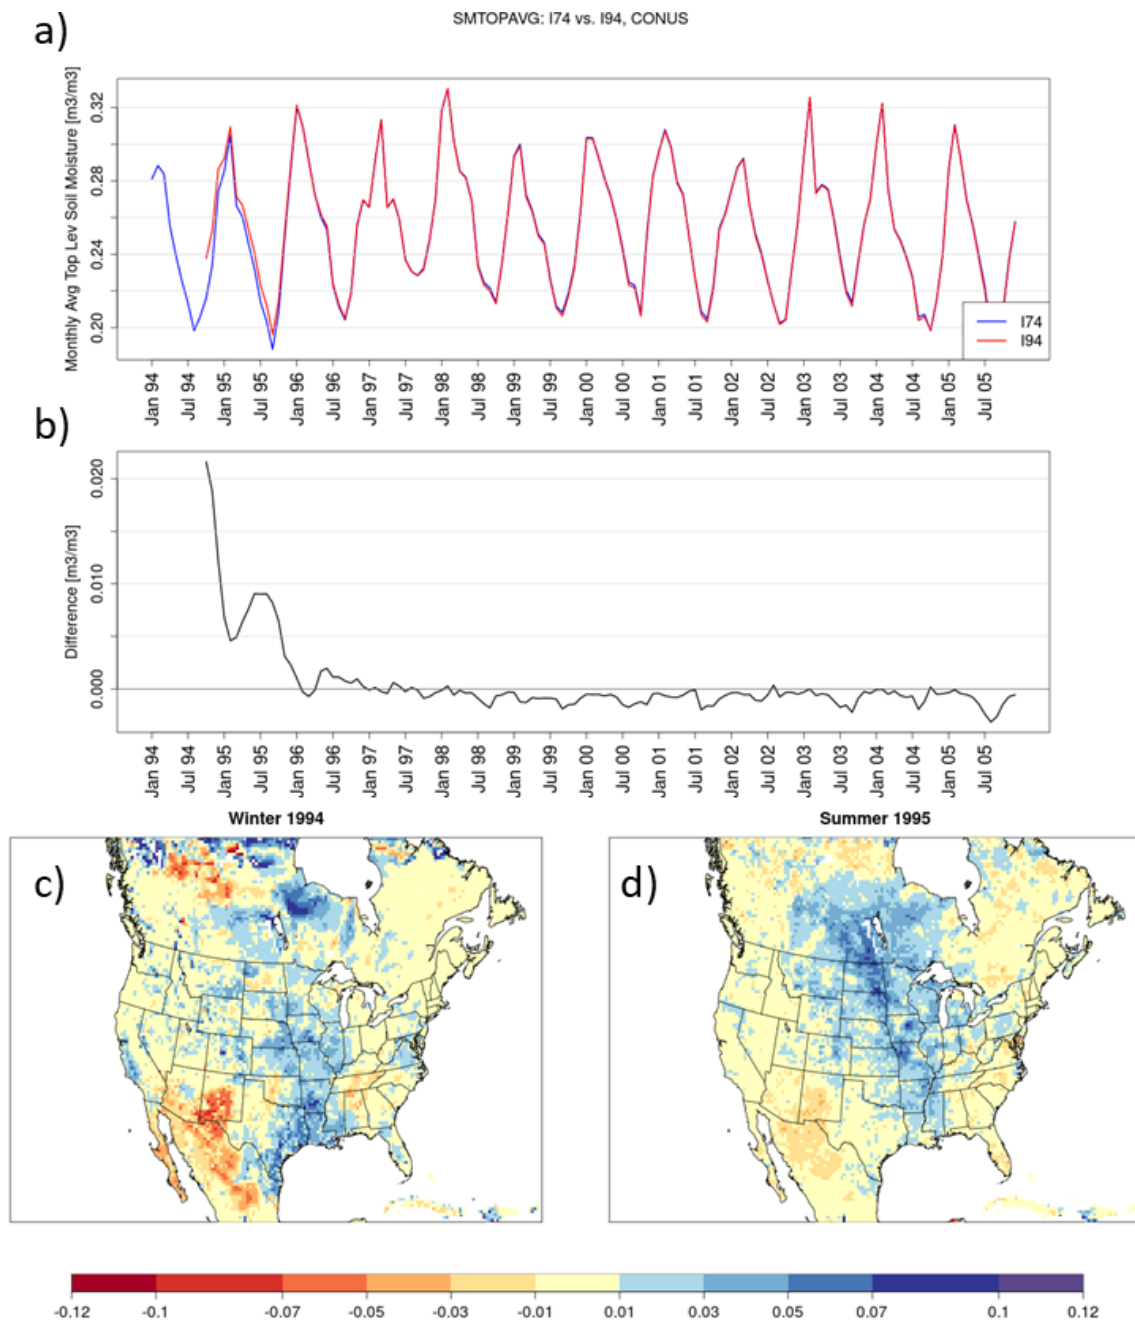 SMTOPAVG: I74 vs. I94, CONUS
a)
Monthly Avg Top Lev Soil Moisture [m3/m3]
0.32
0.28
0.24
0.20
I74
I94
Jan 94 Jul 94 Jan 95 Jul 95 Jan 96 Jul 96 Jan 97 Jul 97 Jan 98 Jul 98 Jan 99 Jul 99 Jan 00 Jul 00 Jan 01 Jul 01 Jan 02 Jul 02 Jan 03 Jul 03 Jan 04 Jul 04 Jan 05 Jul 05
b)
Difference [m3/m3]
0.020
0.010
0.000
Jan 94 Jul 94 Jan 95 Jul 95 Jan 96 Jul 96 Jan 97 Jul 97 Jan 98 Jul 98 Jan 99 Jul 99 Jan 00 Jul 00 Jan 01 Jul 01 Jan 02 Jul 02 Jan 03 Jul 03 Jan 04 Jul 04 Jan 05 Jul 05
Winter 1994
Summer 1995
c)
d)
-0.12 -0.1 -0.07 -0.05 -0.03 -0.01 0.01 0.03 0.05 0.07 0.1 0.12